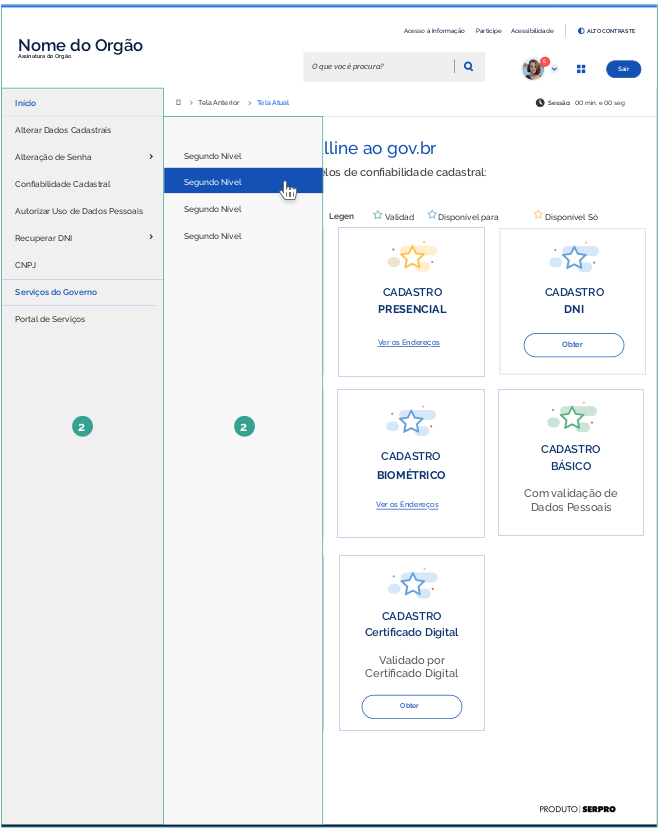 Acesso à Informação Participe Acessibilidade ALTO CONTRASTE
Nome do Orgão
Assinatura do Orgão
O que você procura?
Sair
Início
Tela Anterior Tela Atual
Sessão: 00 min. e 00 seg
Alterar Dados Cadastrais
Alteração de Senha
Confiabilidade Cadastral
Autorizar Uso de Dados Pessoais
Recuperar DNI
CNPJ
Serviços do Governo
Portal de Serviços
2
Segundo Nível
Segundo Nível
Segundo Nível
Segundo Nível
2
lline ao gov.br
elos de confiabilidade cadastral:
Legen Validad Disponível para Disponível Só
CADASTRO
PRESENCIAL
Ver os Endereços
CADASTRO
DNI
Obter
CADASTRO
BIOMÉTRICO
Ver os Endereços
CADASTRO
BÁSICO
Com validação de
Dados Pessoais
CADASTRO
Certificado Digital
Validado por
Certificado Digital
Obter
PRODUTO SERPRO